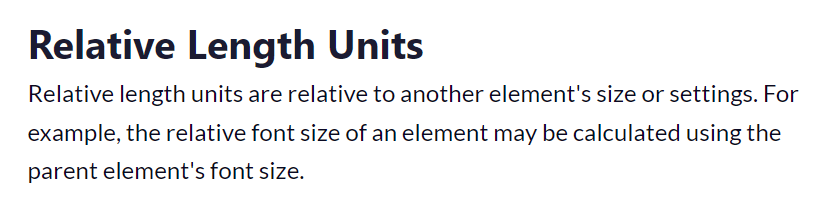 Relative Length Units
Relative length units are relative to another element's size or settings. For
example, the relative font size of an element may be calculated using the
parent element's font size.